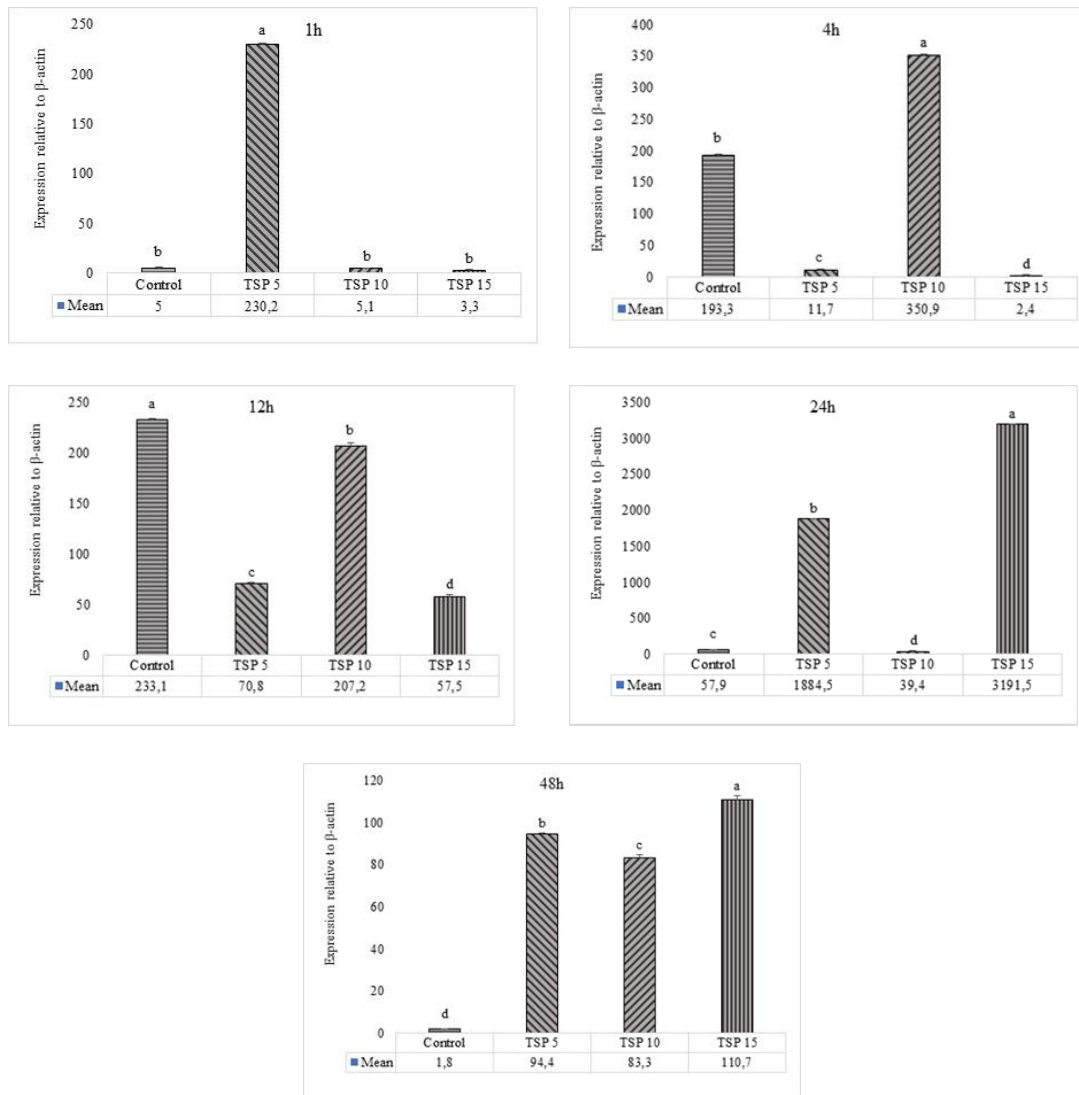 1h
Expression relative to β-actin
250
200
150
100
50
0
a
b
b
b
Control TSP 5 TSP 10 TSP 15
Mean 5 230,2 5,1 3,3
4h
Expression relative to β-actin
400
350
300
250
200
150
100
50
0
b
c
a
d
Control TSP 5 TSP 10 TSP 15
Mean 193,3 11,7 350,9 2,4
12h
Expression relative to β-actin
250
200
150
100
50
0
a
c
b
d
Control TSP 5 TSP 10 TSP 15
Mean 233,1 70,8 207,2 57,5
24h
Expression relative to β-actin
3500
3000
2500
2000
1500
1000
500
0
c
b
d
a
Control TSP 5 TSP 10 TSP 15
Mean 57,9 1884,5 39,4 3191,5
48h
Expression relative to β-actin
120
100
80
60
40
20
0
d
b
c
a
Control TSP 5 TSP 10 TSP 15
Mean 1,8 94,4 83,3 110,7